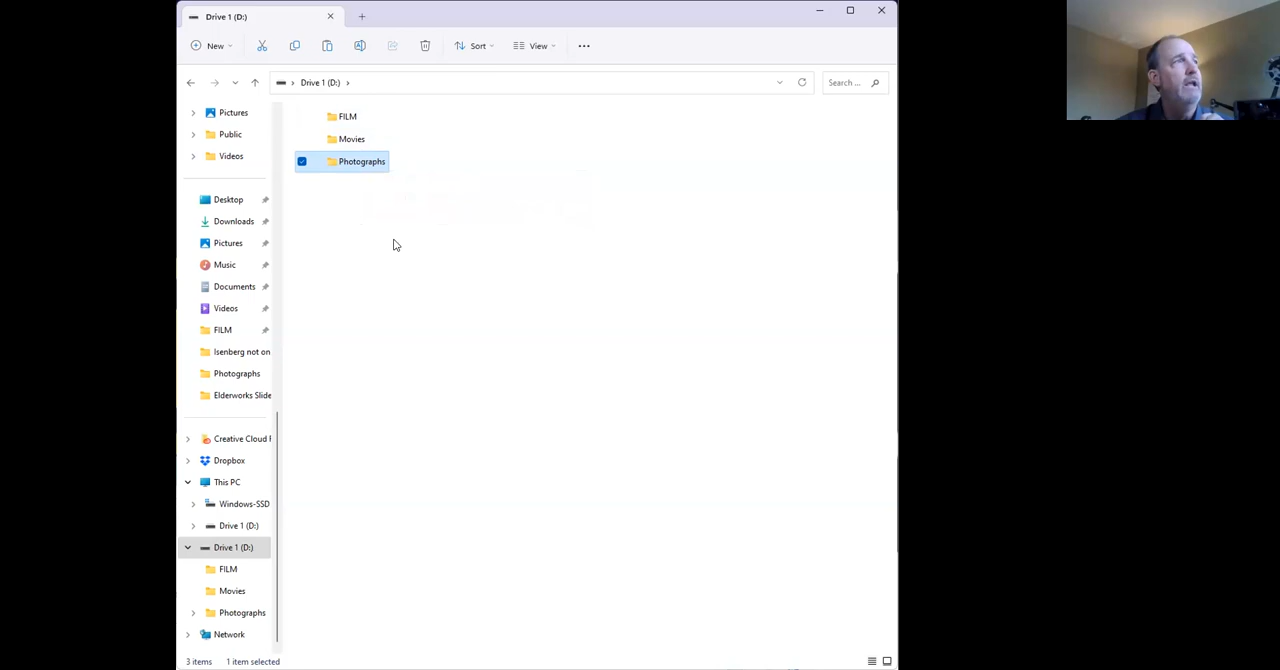 Drive 1 (D:)
New
Sort
View
Drive 1 (D:)
Search ...
Pictures
Public
Videos
Desktop
Downloads
Pictures
Music
Documents
Videos
FILM
Isenberg not on
Photographs
Elderworks Slide
Creative Cloud F
Dropbox
This PC
Windows-SSD
Drive 1 (D:)
Drive 1 (D:)
FILM
Movies
Photographs
Network
FILM
Movies
Photographs
3 items
1 item selected